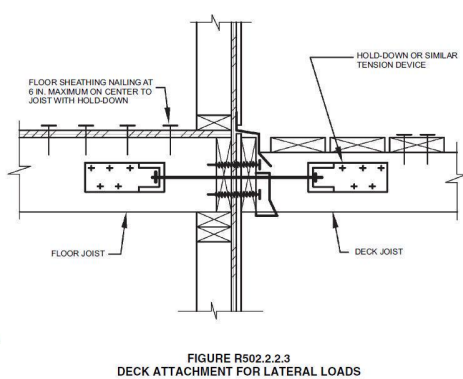 FLOOR SHEATHING NAILING AT
6 IN. MAXIMUM ON CENTER TO
JOIST WITH HOLD-DOWN
HOLD-DOWN OR SIMILAR
TENSION DEVICE
FLOOR JOIST
DECK JOIST
FIGURE R502.2.2.3
DECK ATTACHMENT FOR LATERAL LOADS